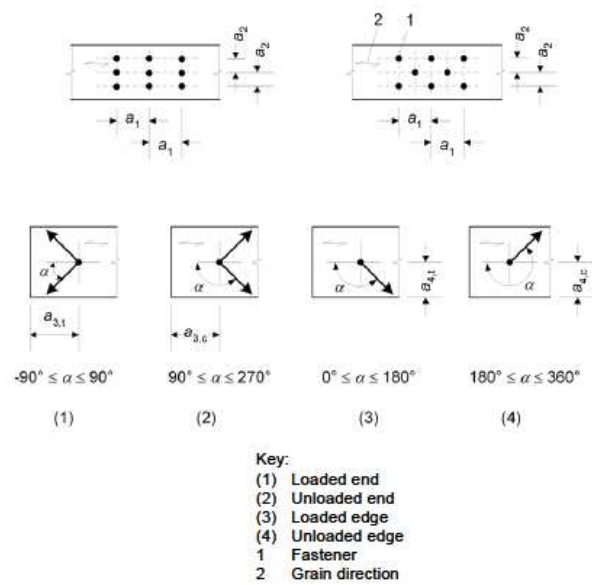 2 1
a2 a2 a2 a2
a1 a1
a1 a1
α α α α
a4,t a4,c
a3,t a3,c
-90° ≤ α ≤ 90° 90° ≤ α ≤ 270° 0° ≤ α ≤ 180° 180° ≤ α ≤ 360°
(1) (2) (3) (4)
Key:
(1) Loaded end
(2) Unloaded end
(3) Loaded edge
(4) Unloaded edge
1 Fastener
2 Grain direction